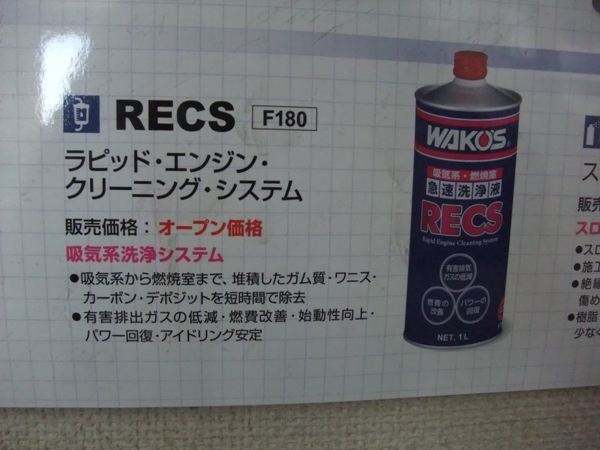 RECS F180
ラピッド・エンジン・
クリーニング・システム
販売価格：オープン価格
吸気系洗浄システム
●吸気系から燃焼室まで、堆積したガム質・ワニス・
カーボン・デポジットを短時間で除去
●有害排出ガスの低減・燃費改善・始動性向上・
パワー回復・アイドリング安定
WAKO'S
吸気系・燃焼室
急速洗浄液
RECS
Rapid Engine Cleaning System
有害排気
ガスの低減
燃費の
改善
パワーの
回復
NET. 1L
ス
販売
スロ
●スロ
●施工
●絶縁
傷め
●樹脂
少なく